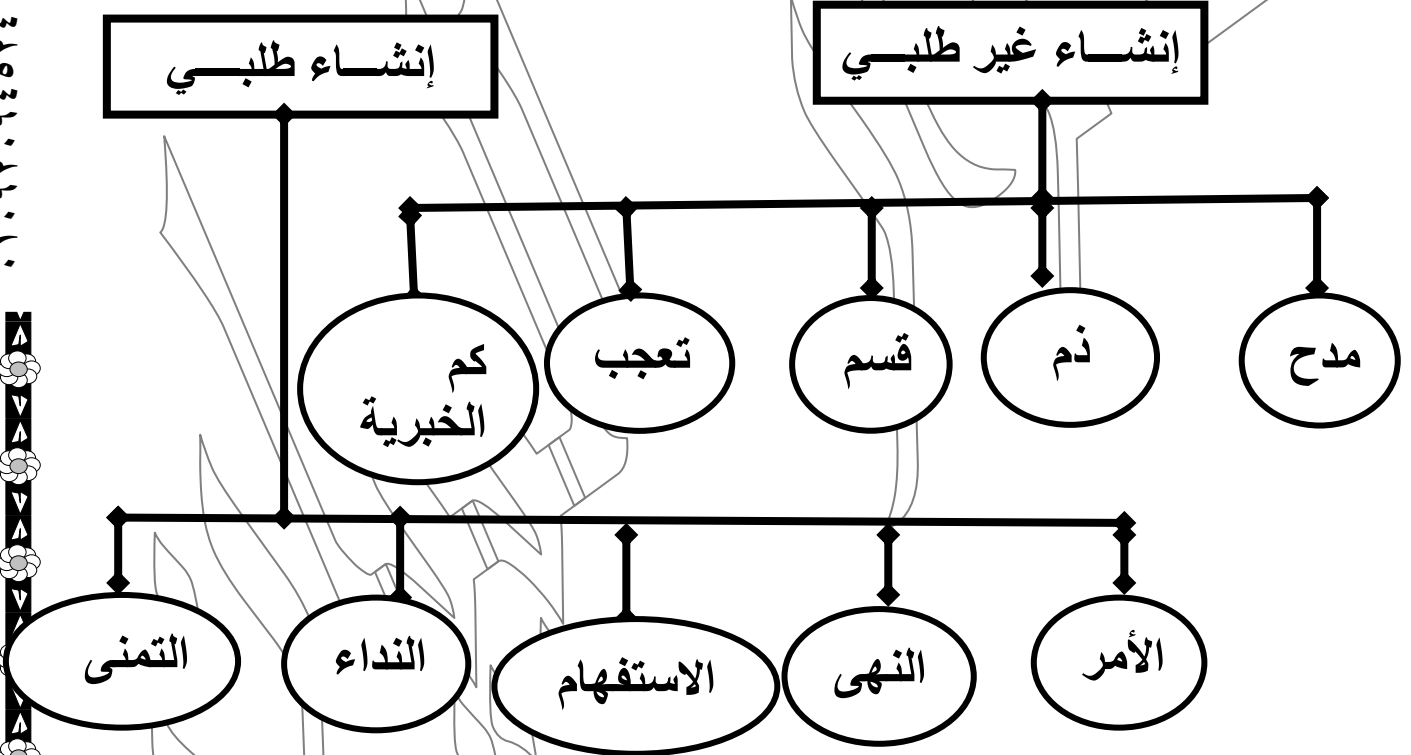 إنشاء غير طلبي
إنشاء طلبي
مدح
ذم
قسم
تعجب
كم
الخبرية
الأمر
النهى
الاستفهام
النداء
التمنى